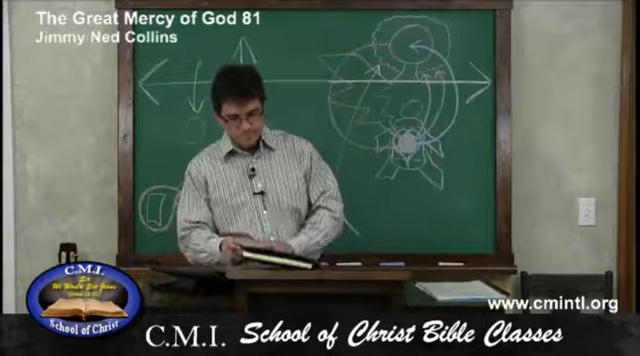 The Great Mercy of God 81
Jimmy Ned Collins
C.M.I.
Sir
We Would See Jesus
School of Christ
www.cmintl.org
C.M.I. School of Christ Bible Classes